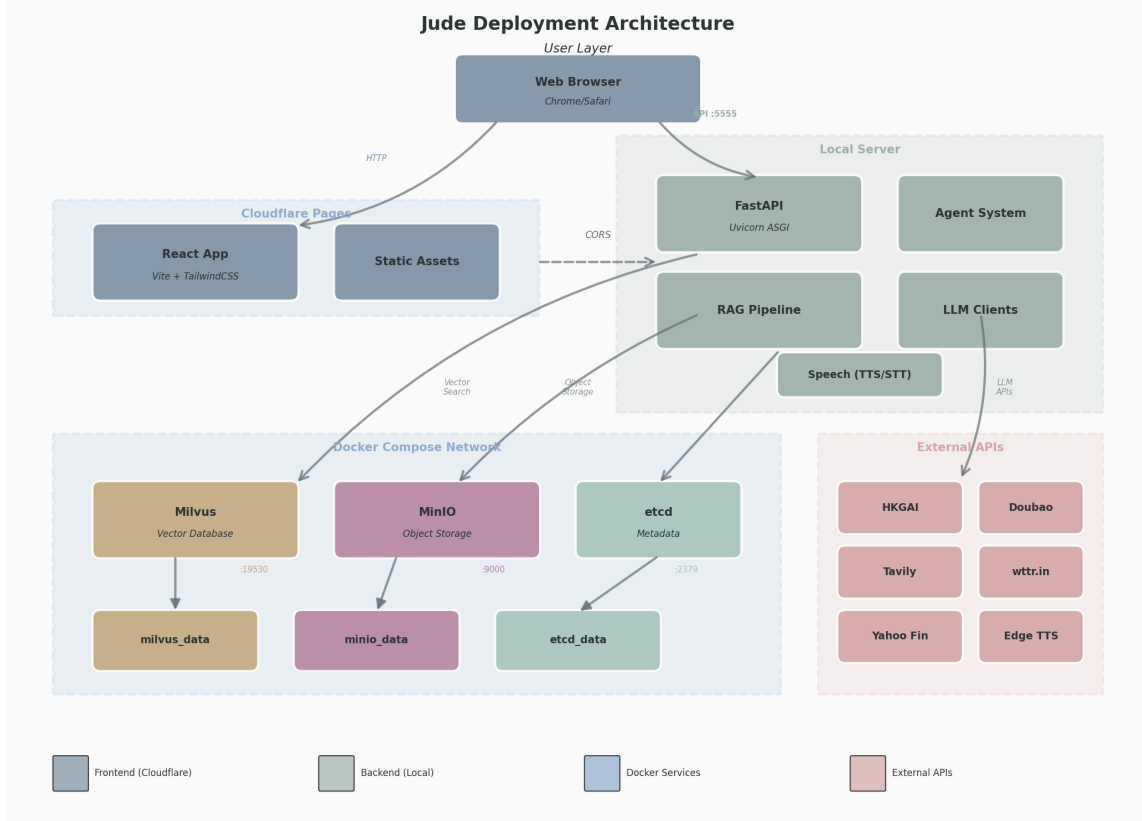 Jude Deployment Architecture
User Layer
Web Browser
Chrome/Safari
API :5555
HTTP
Local Server
Cloudflare Pages
FastAPI
Uvicorn ASGI
Agent System
React App
Vite + TailwindCSS
Static Assets
CORS
RAG Pipeline
LLM Clients
Speech (TTS/STT)
Vector
Search
Object
Storage
LLM
APIs
Docker Compose Network
External APIs
Milvus
Vector Database
MinIO
Object Storage
etcd
Metadata
HKGAI
Doubao
:19530
:9000
:2379
Tavily
wttr.in
milvus_data
minio_data
etcd_data
Yahoo Fin
Edge TTS
Frontend (Cloudflare)
Backend (Local)
Docker Services
External APIs